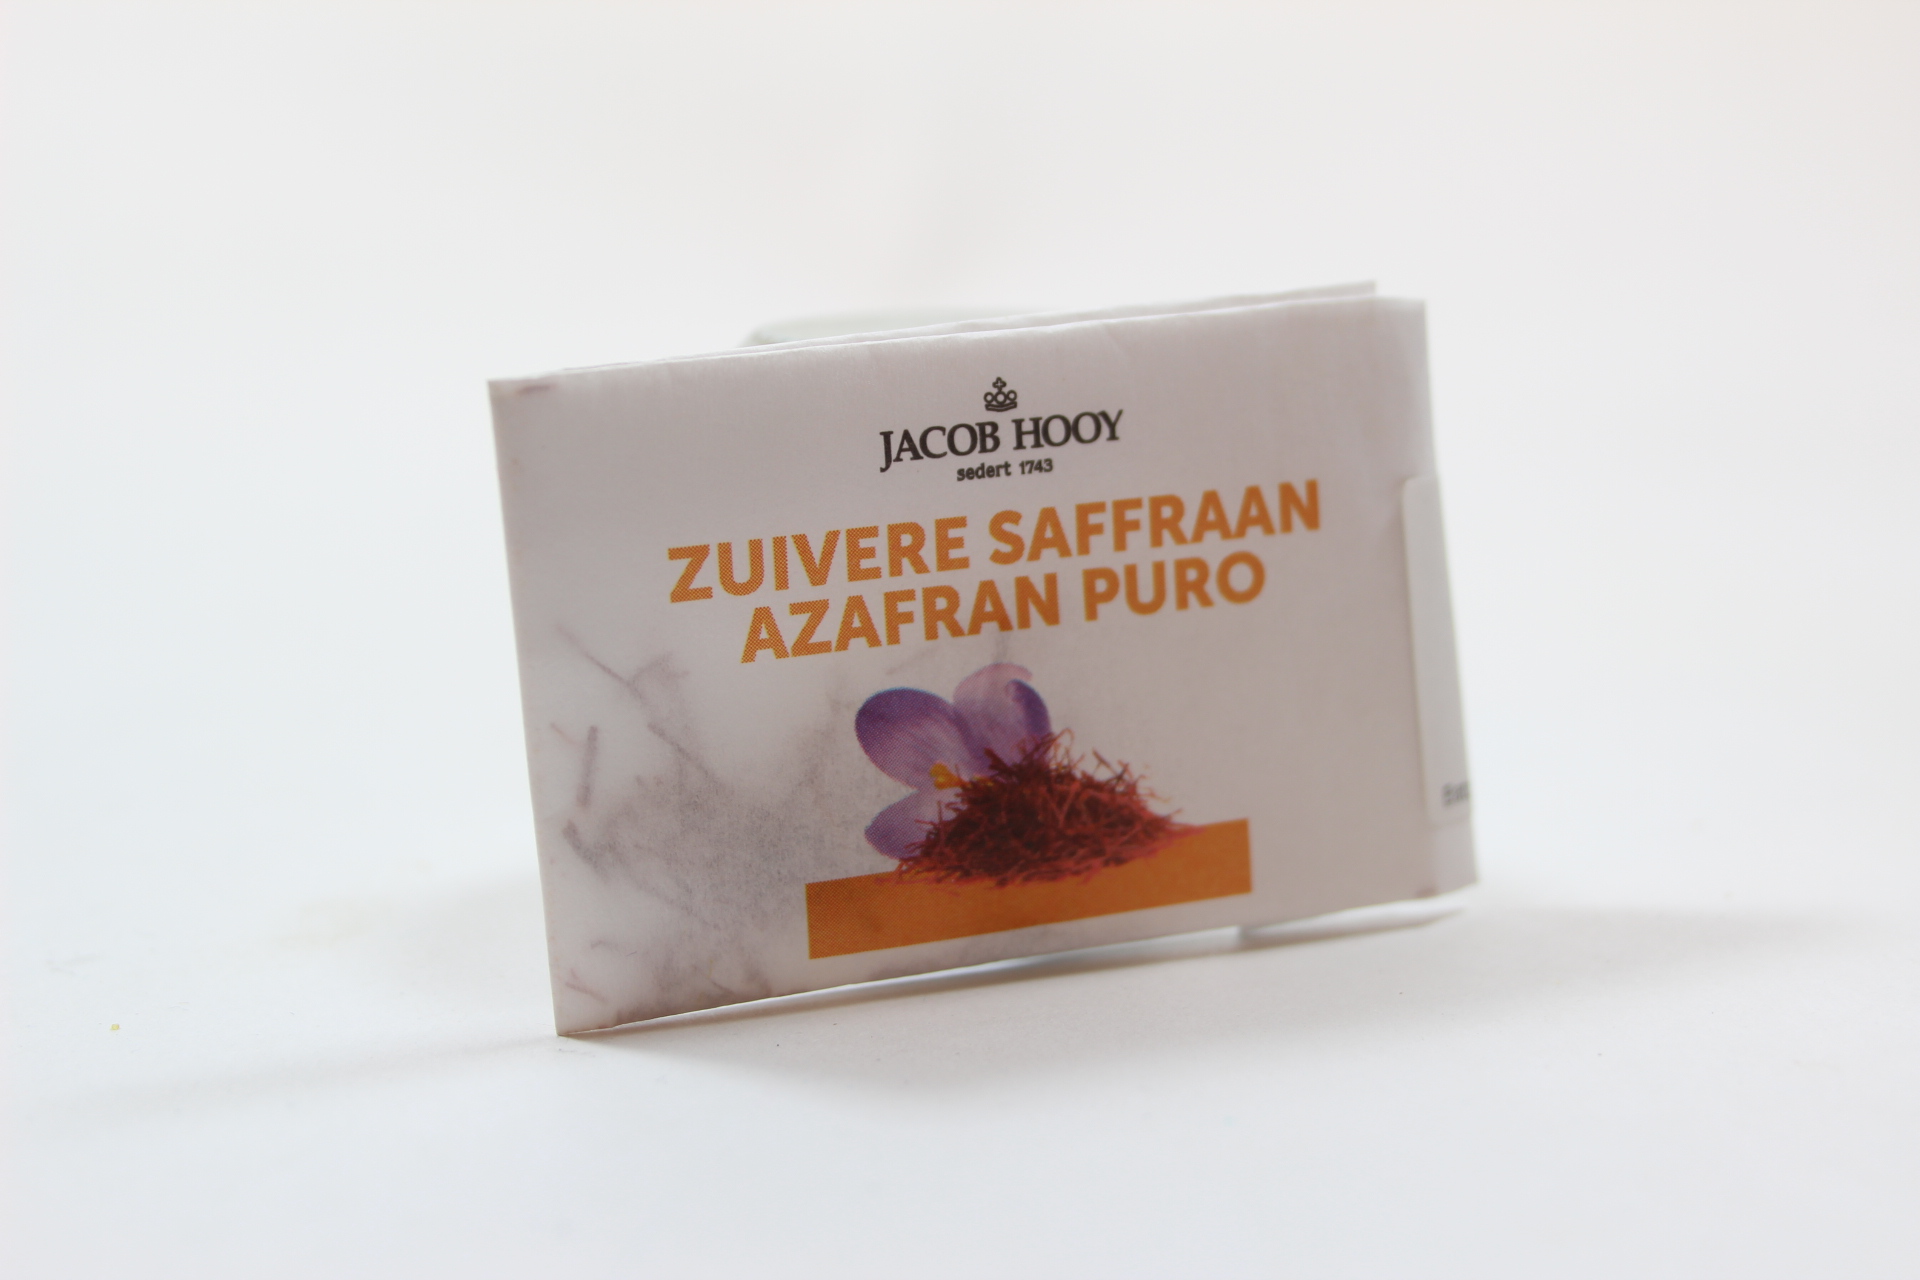 JACOB HOOY
sedert 1743
ZUIVERE SAFFRAAN
AZAFRAN PURO